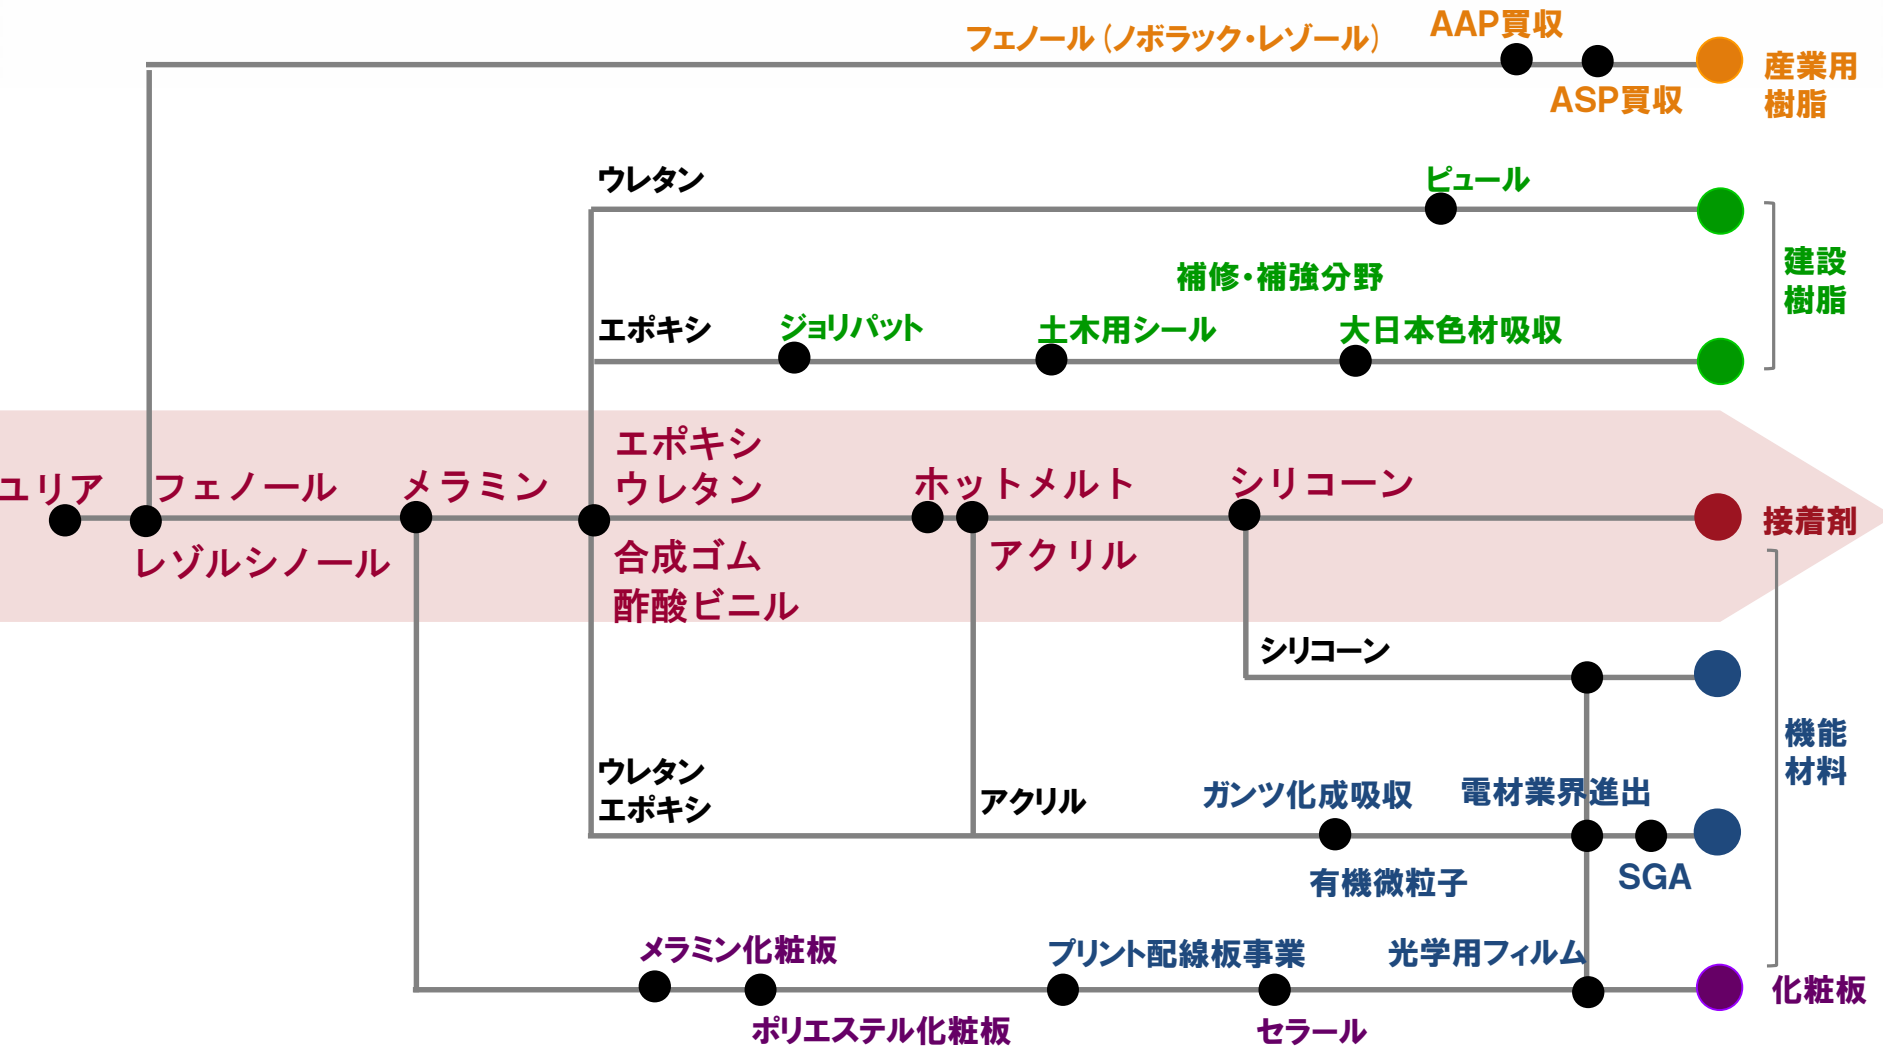 AAP買収
フェノール(ノボラック・レゾール)
産業用
樹脂
ASP買収
ウレタン
ピュール
建設
樹脂
補修・補強分野
エポキシ
ジョリパット
土木用シール
大日本色材吸収
エポキシ
ウレタン
ユリア
フェノール
メラミン
ホットメルト
シリコーン
接着剤
レゾルシノール
合成ゴム
酢酸ビニル
アクリル
シリコーン
機能
材料
ウレタン
エポキシ
アクリル
ガンツ化成吸収
電材業界進出
有機微粒子
SGA
メラミン化粧板
プリント配線板事業
光学用フィルム
化粧板
ポリエステル化粧板
セラール